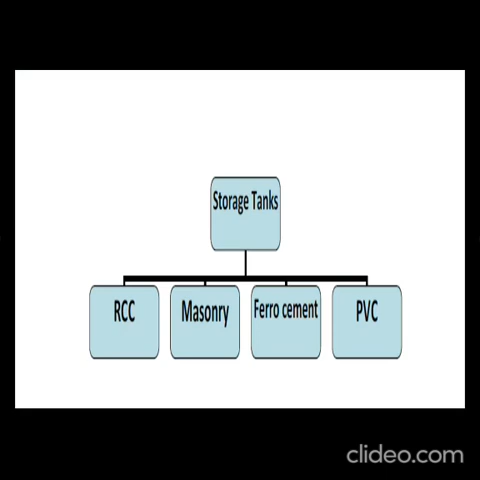 Storage Tanks
RCC
Masonry
Ferro cement
PVC
clideo.com